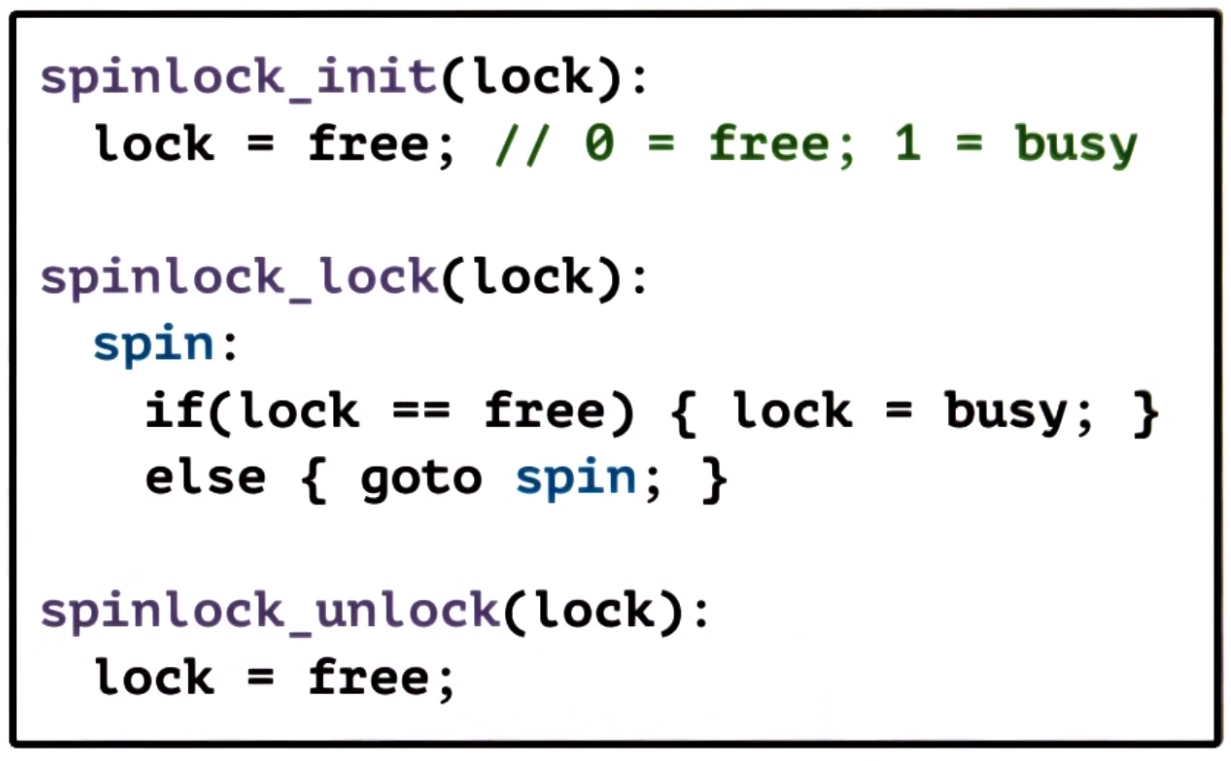 spinlock_init(lock):
lock = free; // 0 = free; 1 = busy
spinlock_lock(lock):
spin:
if(lock == free) { lock = busy; }
else { goto spin; }
spinlock_unlock(lock):
lock = free;